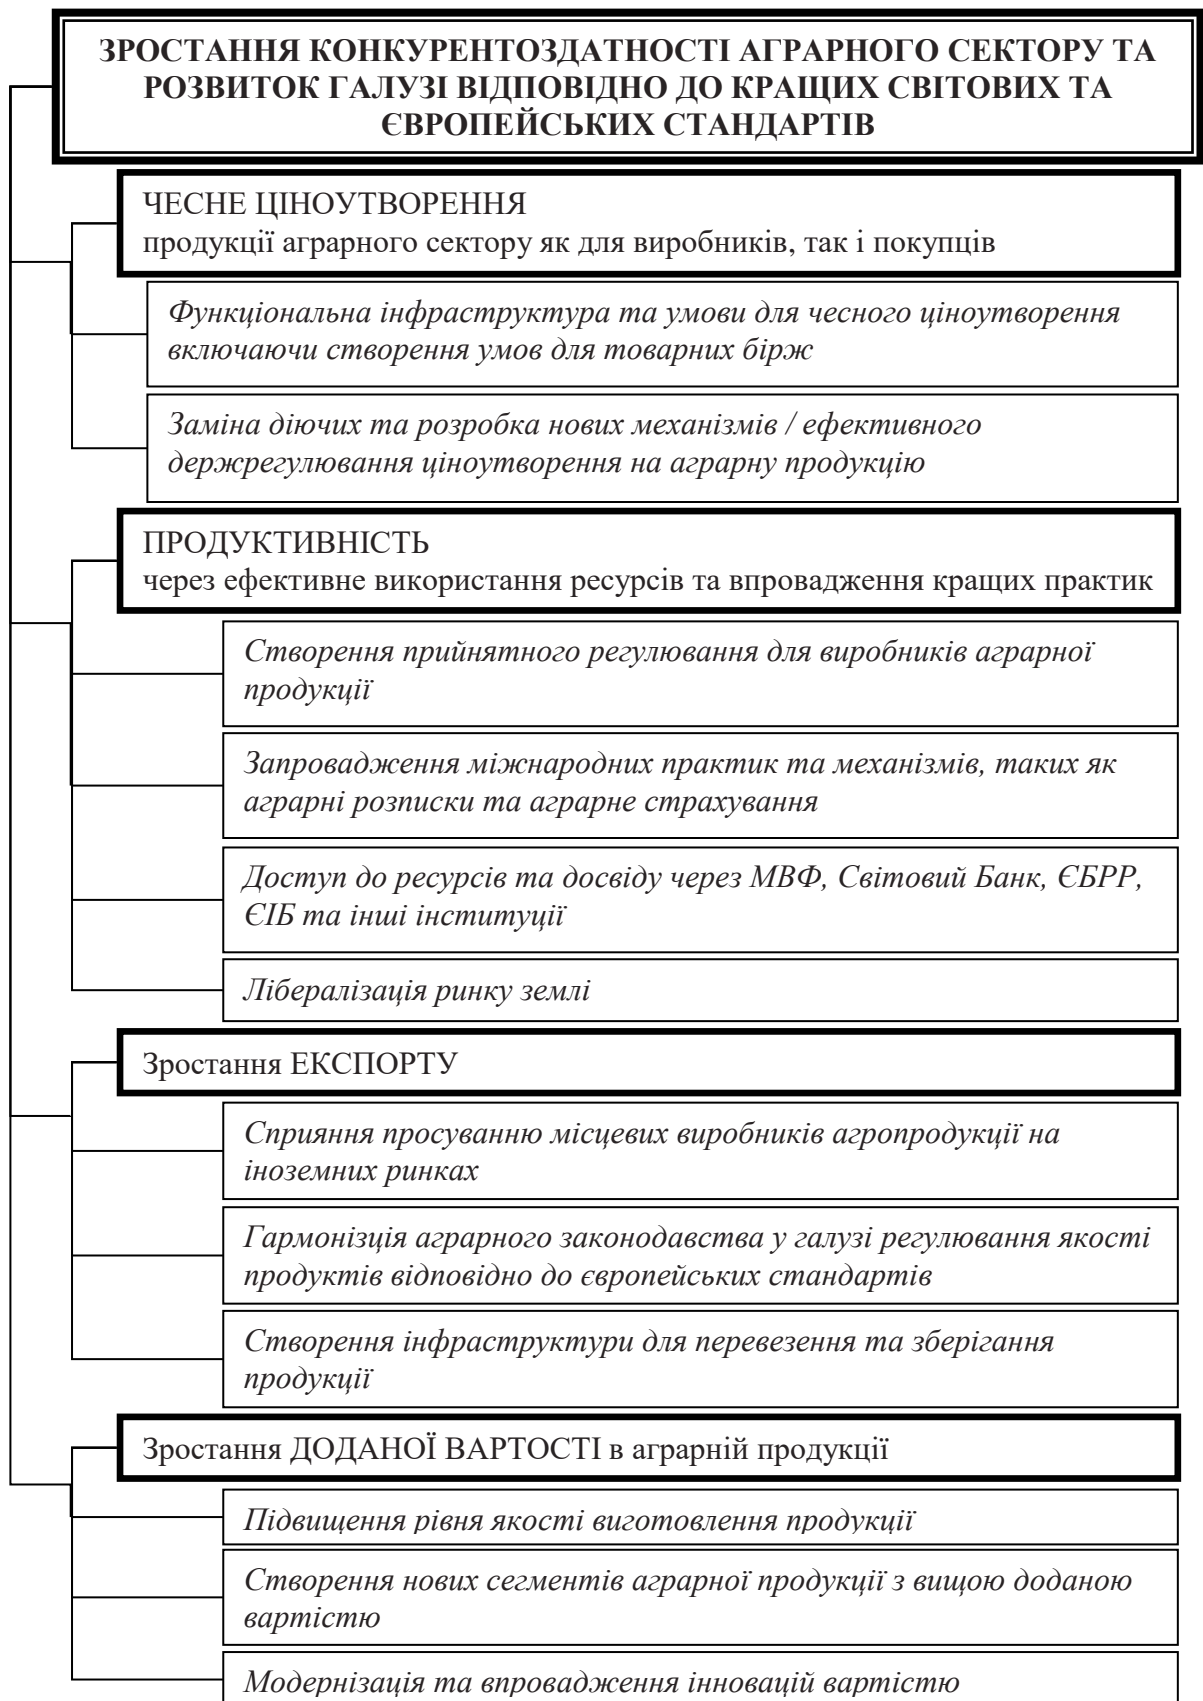 ЗРОСТАННЯ КОНКУРЕНТОЗДАТНОСТІ АГРАРНОГО СЕКТОРУ ТА
РОЗВИТОК ГАЛУЗІ ВІДПОВІДНО ДО КРАЩИХ СВІТОВИХ ТА
ЄВРОПЕЙСЬКИХ СТАНДАРТІВ
ЧЕСНЕ ЦІНОУТВОРЕННЯ
продукції аграрного сектору як для виробників, так і покупців
Функціональна інфраструктура та умови для чесного ціноутворення
включаючи створення умов для товарних бірж
Заміна діючих та розробка нових механізмів / ефективного
держрегулювання ціноутворення на аграрну продукцію
ПРОДУКТИВНІСТЬ
через ефективне використання ресурсів та впровадження кращих практик
Створення прийнятного регулювання для виробників аграрної
продукції
Запровадження міжнародних практик та механізмів, таких як
аграрні розписки та аграрне страхування
Доступ до ресурсів та досвіду через МВФ, Світовий Банк, ЄБРР,
ЄІБ та інші інституції
Лібералізація ринку землі
Зростання ЕКСПОРТУ
Сприяння просуванню місцевих виробників агропродукції на
іноземних ринках
Гармонізція аграрного законодавства у галузі регулювання якості
продуктів відповідно до європейських стандартів
Створення інфраструктури для перевезення та зберігання
продукції
Зростання ДОДАНОЇ ВАРТОСТІ в аграрній продукції
Підвищення рівня якості виготовлення продукції
Створення нових сегментів аграрної продукції з вищою доданою
вартістю
Модернізація та впровадження інновацій вартістю